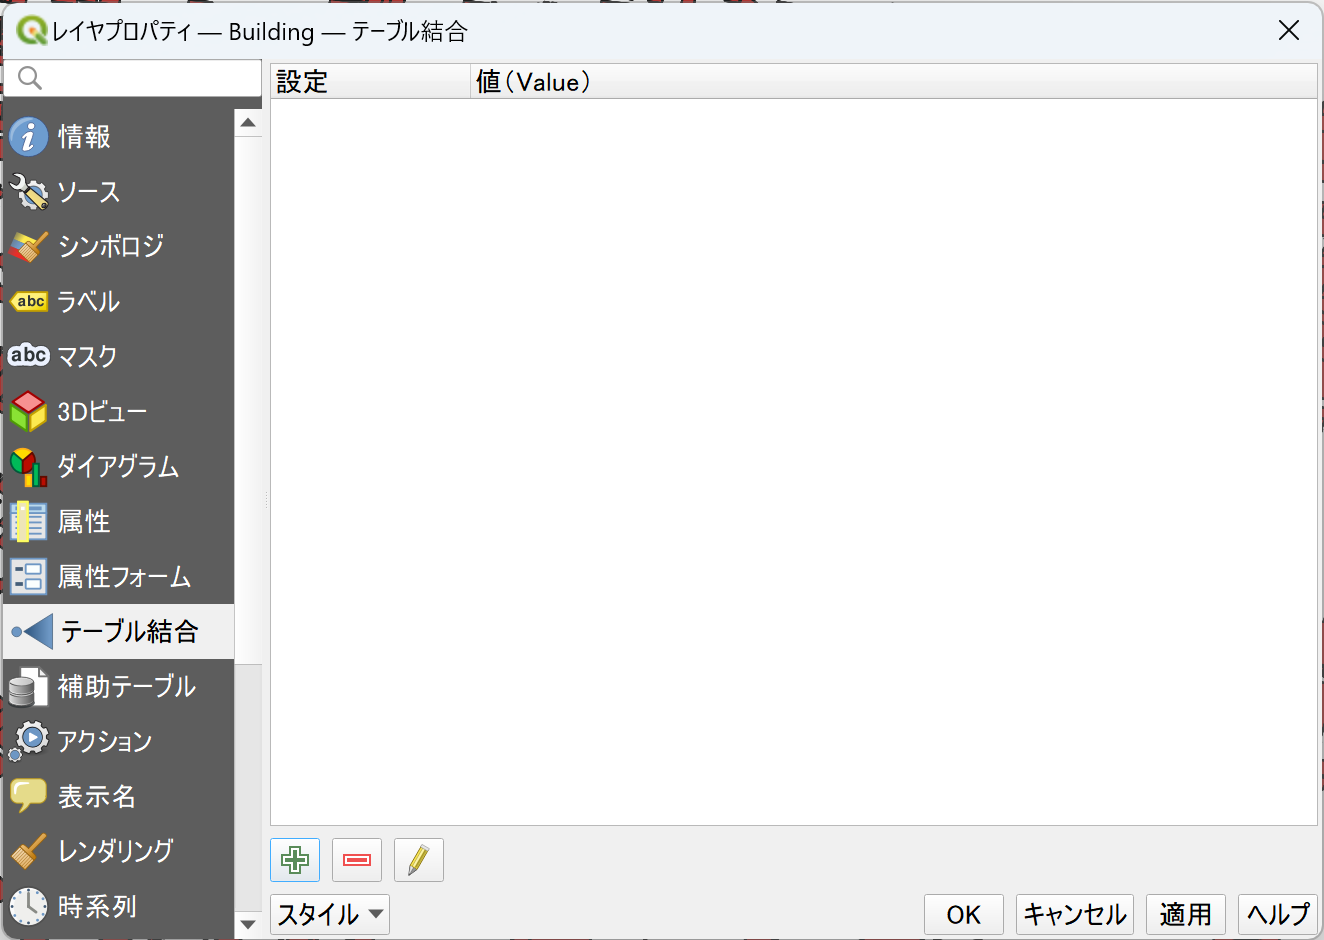 レイヤプロパティ — Building — テーブル結合
設定 値（Value）
情報
ソース
シンボロジ
abc ラベル
abc マスク
3Dビュー
ダイアグラム
属性
属性フォーム
テーブル結合
補助テーブル
アクション
表示名
レンダリング
時系列
スタイル OK キャンセル 適用 ヘルプ